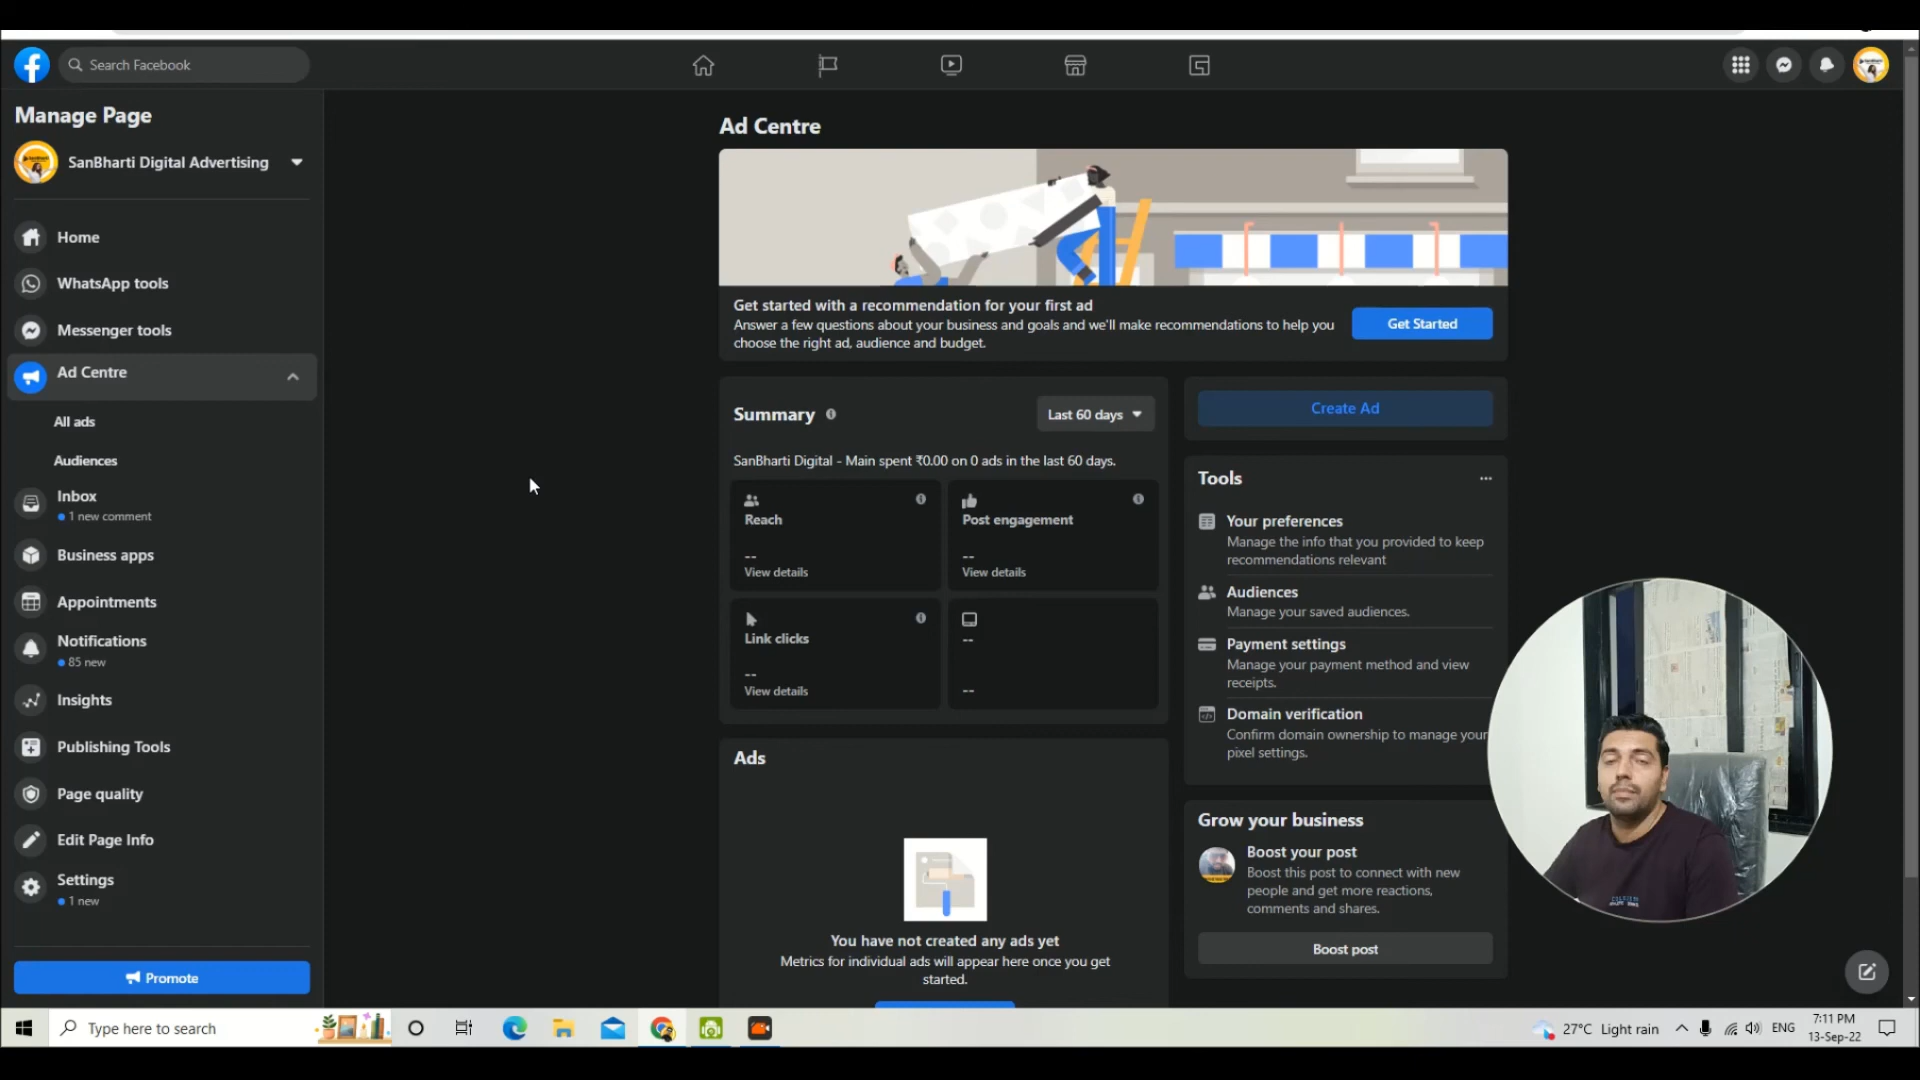 Search Facebook
Manage Page
SanBharti Digital Advertising
Home
WhatsApp tools
Messenger tools
Ad Centre
All ads
Audiences
Inbox
1 new comment
Business apps
Appointments
Notifications
85 new
Insights
Publishing Tools
Page quality
Edit Page Info
Settings
1 new
Promote
Ad Centre
Get started with a recommendation for your first ad
Answer a few questions about your business and goals and we'll make recommendations to help you
choose the right ad, audience and budget.
Get Started
Summary
Last 60 days
SanBharti Digital - Main spent ₹0.00 on 0 ads in the last 60 days.
Reach
--
View details
Post engagement
--
View details
Link clicks
--
View details
--
--
Ads
You have not created any ads yet
Metrics for individual ads will appear here once you get
started.
Create Ad
Tools
Your preferences
Manage the info that you provided to keep
recommendations relevant
Audiences
Manage your saved audiences.
Payment settings
Manage your payment method and view
receipts.
Domain verification
Confirm domain ownership to manage your
pixel settings.
Grow your business
Boost your post
Boost this post to connect with new
people and get more reactions,
comments and shares.
Boost post
Type here to search
27°C Light rain
ENG
7:11 PM
13-Sep-22